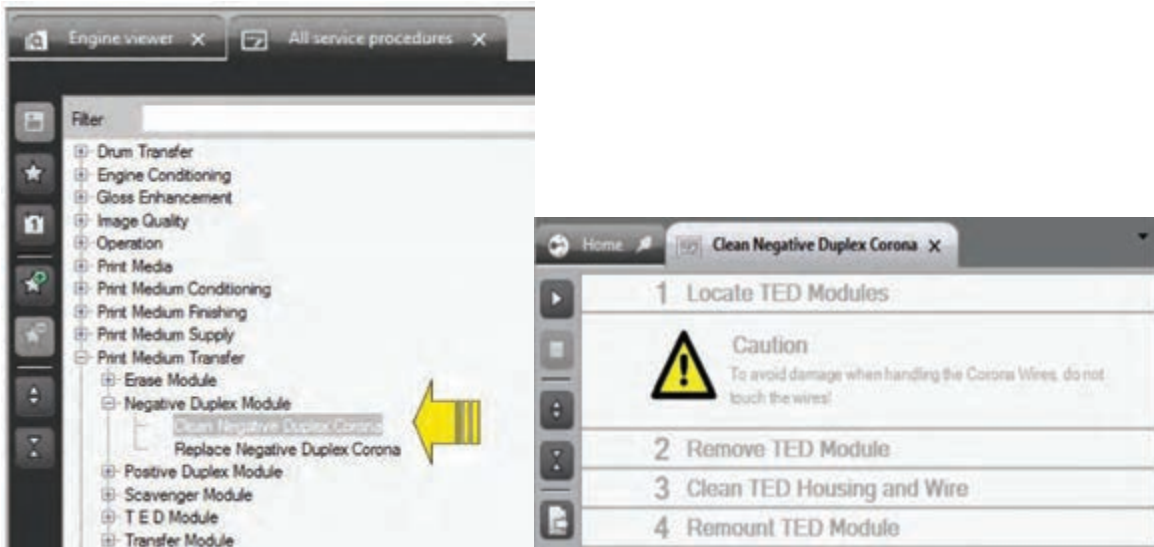 Engine viewer X
All service procedures X
Filter
Drum Transfer
Engine Conditioning
Gloss Enhancement
Image Quality
Operation
Print Media
Print Medium Conditioning
Print Medium Finishing
Print Medium Supply
Print Medium Transfer
Erase Module
Negative Duplex Module
Clean Negative Duplex Corona
Replace Negative Duplex Corona
Positive Duplex Module
Scavenger Module
T E D Module
Transfer Module
Home
Clean Negative Duplex Corona X
1 Locate TED Modules
Caution
To avoid damage when handling the Corona Wires, do not
touch the wires!
2 Remove TED Module
3 Clean TED Housing and Wire
4 Remount TED Module